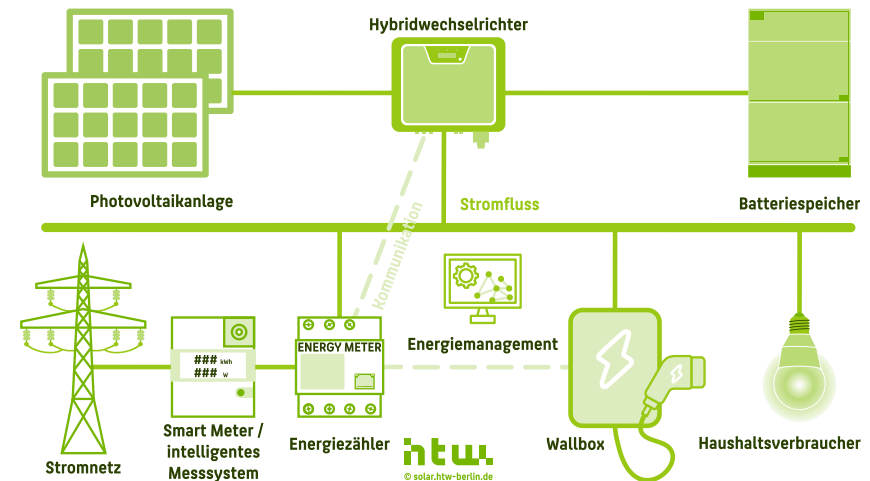 Hybridwechselrichter
Photovoltaikanlage
Stromfluss
Batteriespeicher
Kommunikation
ENERGY METER
### kWh
### W
Energiemanagement
Smart Meter /
intelligentes
Messsystem
Energiezähler
Wallbox
Haushaltsverbraucher
Stromnetz
htw.
© solar.htw-berlin.de